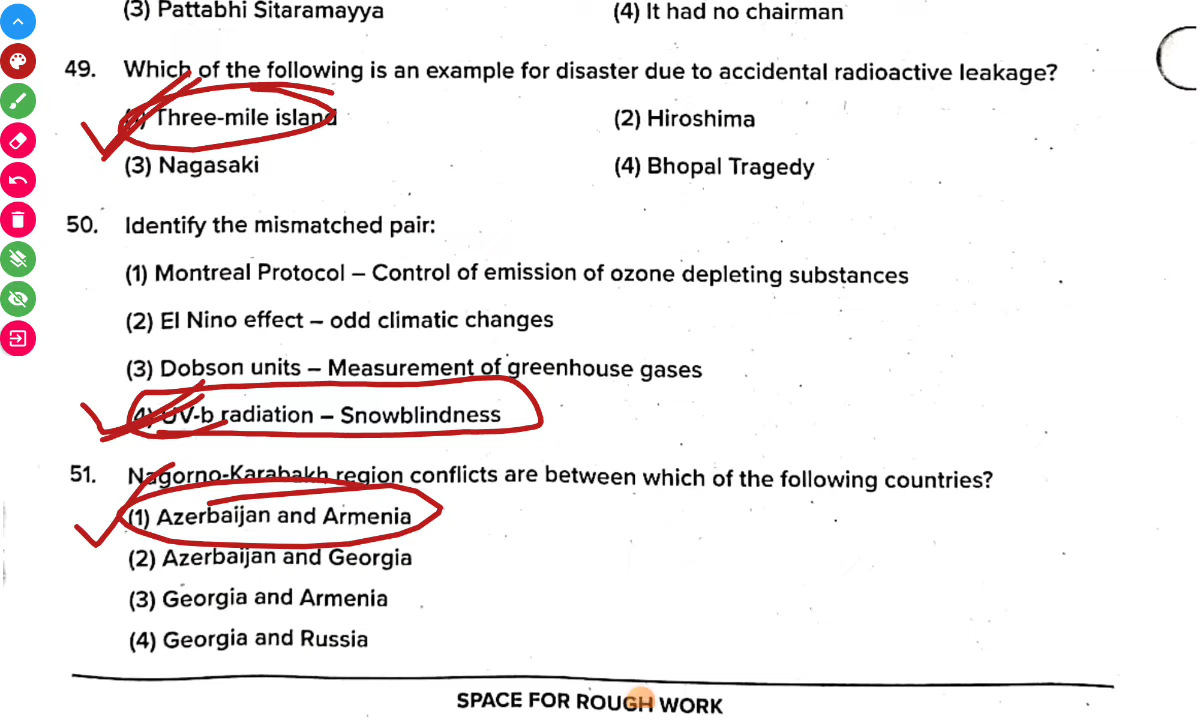 (3) Pattabhi Sitaramayya (4) It had no chairman
49. Which of the following is an example for disaster due to accidental radioactive leakage?
(1) Three-mile island (2) Hiroshima
(3) Nagasaki (4) Bhopal Tragedy
50. Identify the mismatched pair:
(1) Montreal Protocol – Control of emission of ozone depleting substances
(2) El Nino effect – odd climatic changes
(3) Dobson units – Measurement of greenhouse gases
(4) UV-b radiation – Snowblindness
51. Nagorno-Karabakh region conflicts are between which of the following countries?
(1) Azerbaijan and Armenia
(2) Azerbaijan and Georgia
(3) Georgia and Armenia
(4) Georgia and Russia
SPACE FOR ROUGH WORK